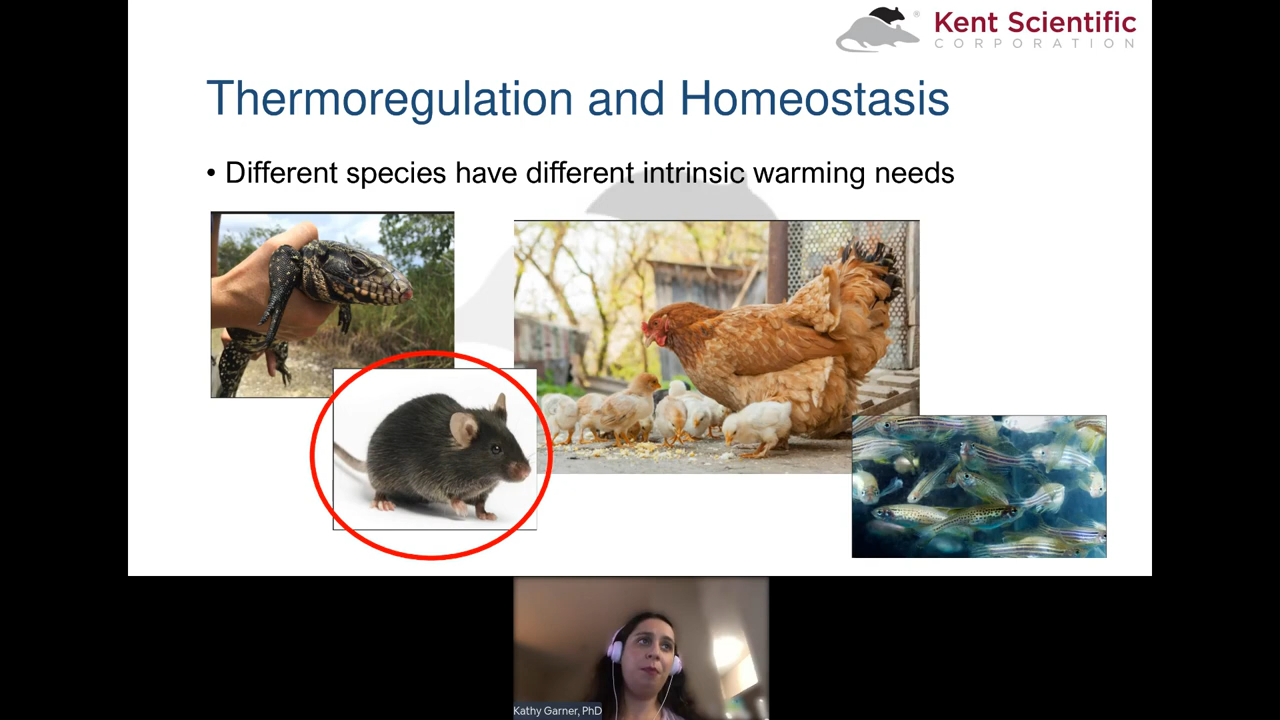 Kent Scientific
CORPORATION
Thermoregulation and Homeostasis
• Different species have different intrinsic warming needs
Kathy Garner, PhD